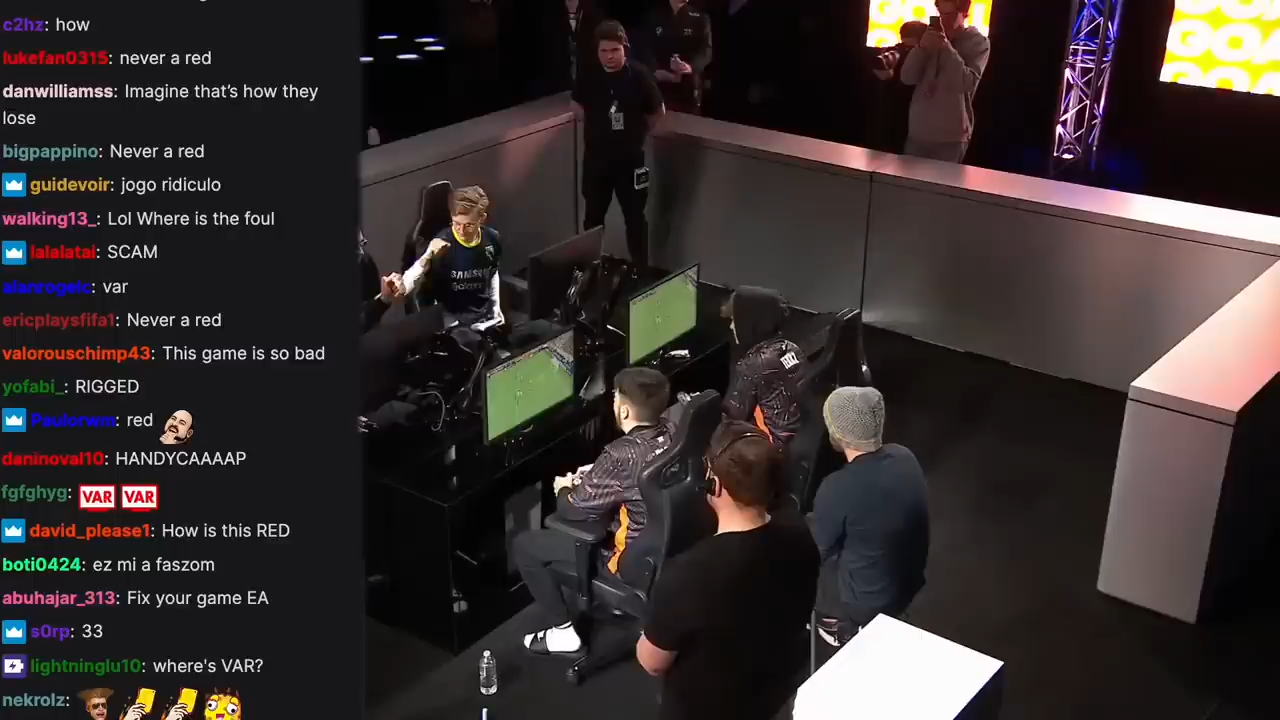 c2hz: how
lukefan0315: never a red
danwilliamss: Imagine that’s how they
lose
bigpappino: Never a red
guidevoir: jogo ridiculo
walking13_: Lol Where is the foul
lalalatai: SCAM
alanrogelc: var
ericplaysfifa1: Never a red
valorouschimp43: This game is so bad
yofabi_: RIGGED
Paulorwm: red
daninoval10: HANDYCAAAAP
fgfghyg: VAR VAR
david_please1: How is this RED
boti0424: ez mi a faszom
abuhajar_313: Fix your game EA
s0rp: 33
lightninglu10: where's VAR?
nekrolz:
SAMSUNG
Galaxy